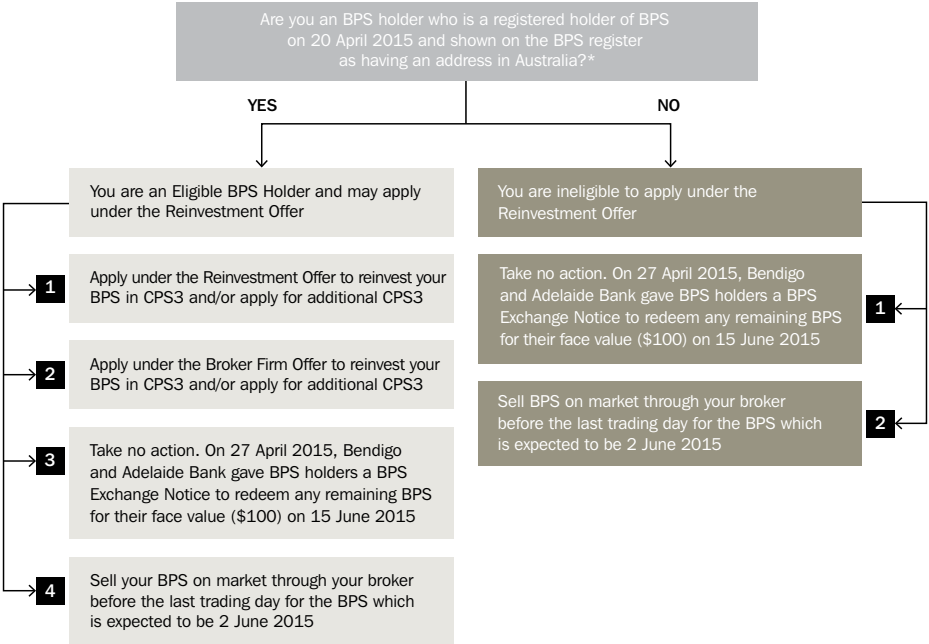 Are you an BPS holder who is a registered holder of BPS
on 20 April 2015 and shown on the BPS register
as having an address in Australia?*
YES
NO
You are an Eligible BPS Holder and may apply
under the Reinvestment Offer
1
Apply under the Reinvestment Offer to reinvest your
BPS in CPS3 and/or apply for additional CPS3
2
Apply under the Broker Firm Offer to reinvest your
BPS in CPS3 and/or apply for additional CPS3
3
Take no action. On 27 April 2015, Bendigo
and Adelaide Bank gave BPS holders a BPS
Exchange Notice to redeem any remaining BPS
for their face value ($100) on 15 June 2015
4
Sell your BPS on market through your broker
before the last trading day for the BPS which
is expected to be 2 June 2015
You are ineligible to apply under the
Reinvestment Offer
Take no action. On 27 April 2015, Bendigo
and Adelaide Bank gave BPS holders a BPS
Exchange Notice to redeem any remaining BPS
for their face value ($100) on 15 June 2015
1
Sell BPS on market through your broker
before the last trading day for the BPS which
is expected to be 2 June 2015
2